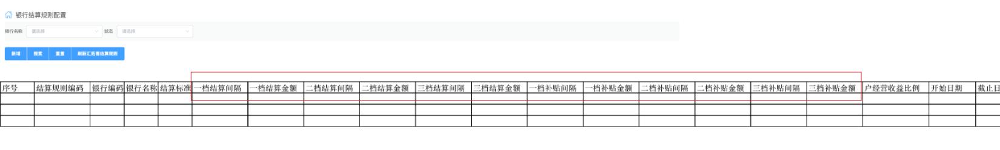 银行结算规则配置
银行名称 请选择 状态 请选择
新增 搜索 重置 刷新汇拓客结算规则
序号 结算规则编码 银行编码 银行名称 结算标准 一档结算间隔 一档结算金额 二档结算间隔 二档结算金额 三档结算间隔 三档结算金额 一档补贴间隔 一档补贴金额 二档补贴间隔 二档补贴金额 三档补贴间隔 三档补贴金额 户经营收益比例 开始日期 截止日